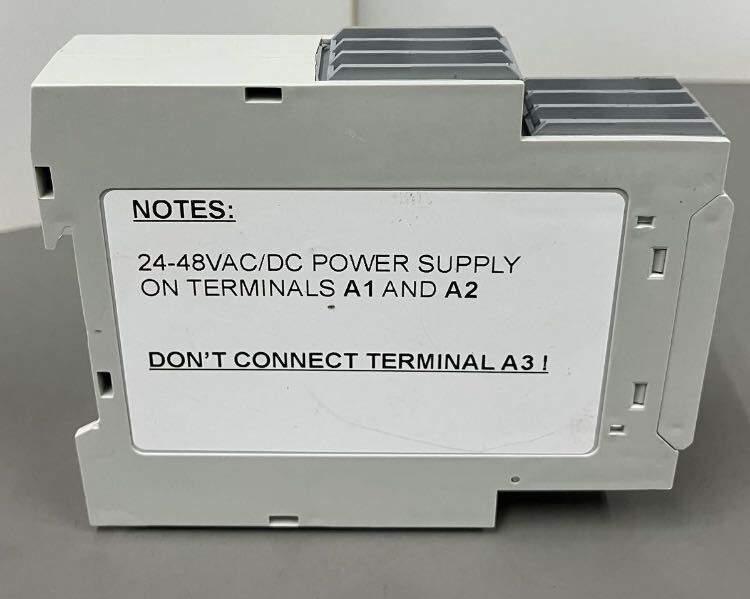 NOTES:
24-48VAC/DC POWER SUPPLY
ON TERMINALS A1 AND A2
DON'T CONNECT TERMINAL A3 !